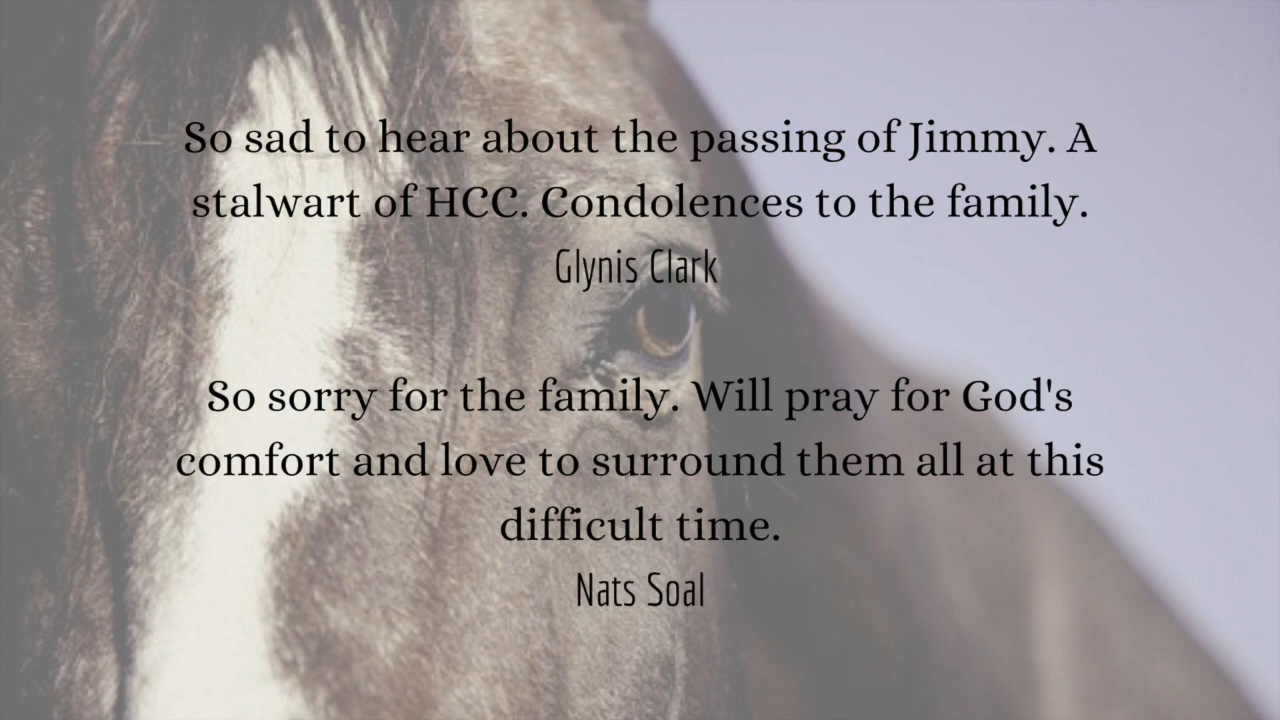 So sad to hear about the passing of Jimmy. A
stalwart of HCC. Condolences to the family.
Glynis Clark
So sorry for the family. Will pray for God's
comfort and love to surround them all at this
difficult time.
Nats Soal